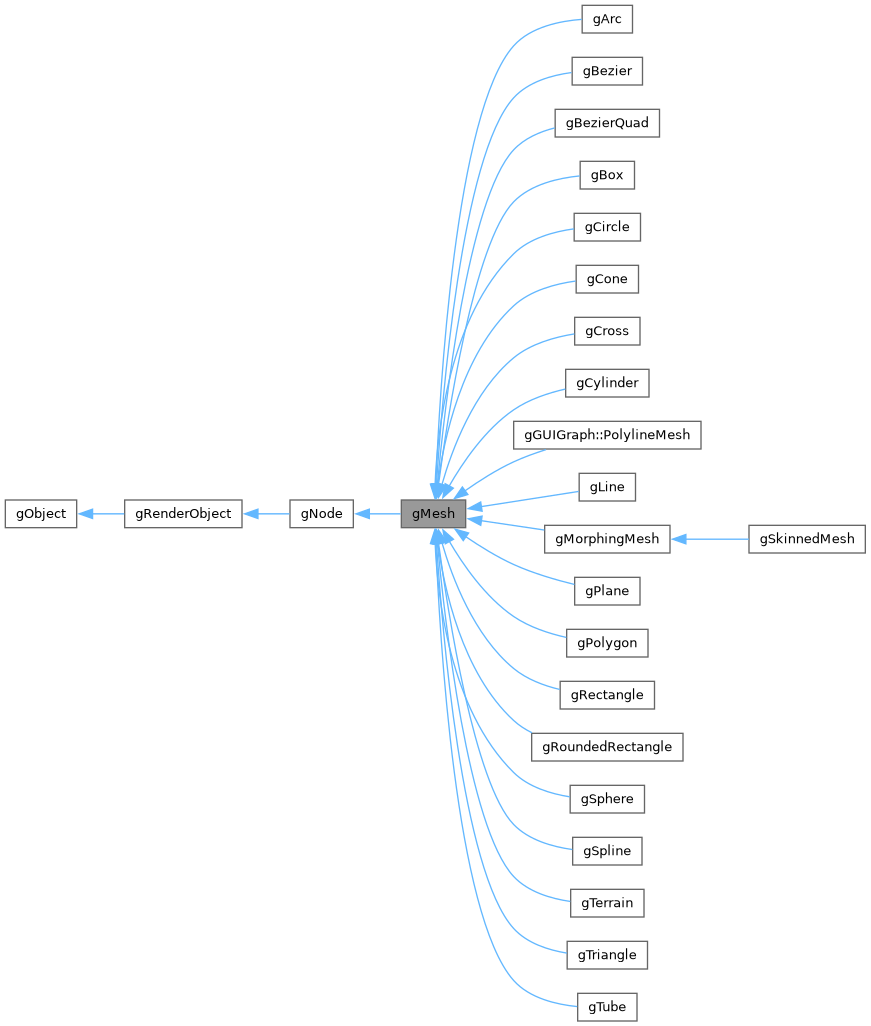 gArc
gBezier
gBezierQuad
gBox
gCircle
gCone
gCross
gCylinder
gGUIGraph::PolylineMesh
gLine
gObject
gRenderObject
gNode
gMesh
gMorphingMesh
gSkinnedMesh
gPlane
gPolygon
gRectangle
gRoundedRectangle
gSphere
gSpline
gTerrain
gTriangle
gTube